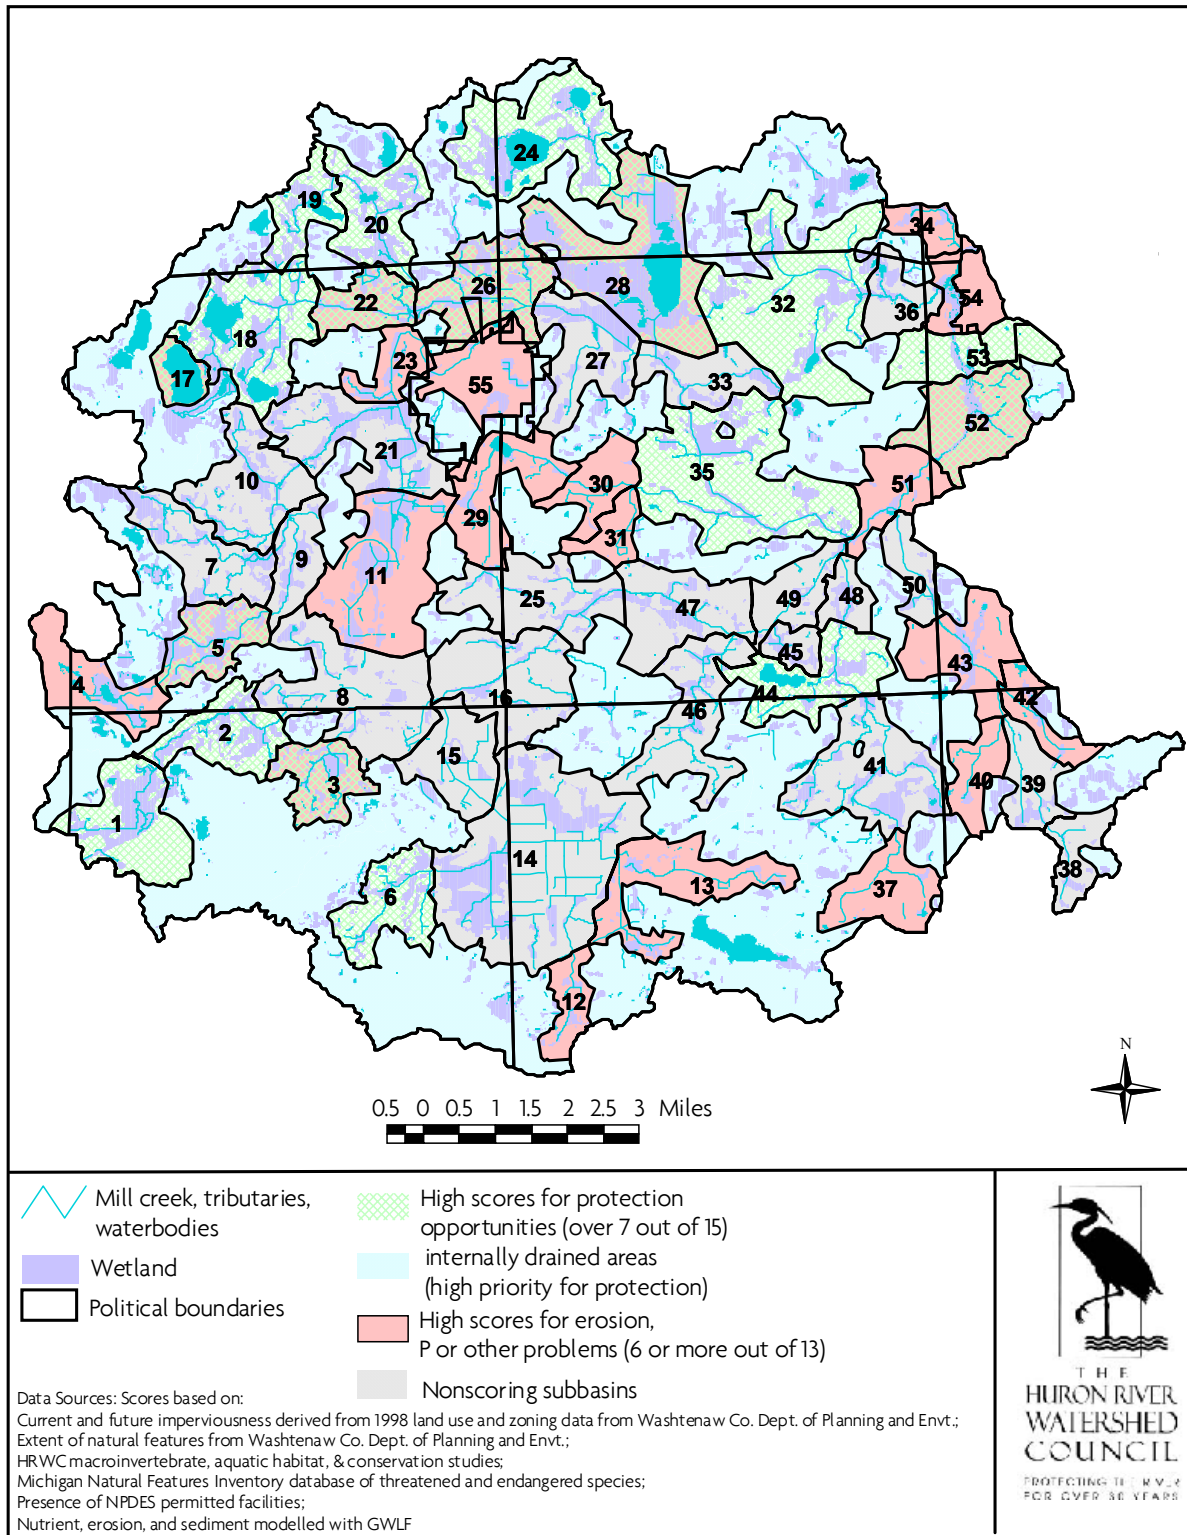 24
19
20
34
26
28
22
32
54
36
18
23
27
53
17
55
33
52
21
35
10
30
51
29
31
7
9
11
50
25
47
49
48
5
45
43
4
8
16
44
42
2
46
15
3
41
40
39
1
14
38
6
13
37
12
N
0.5 0 0.5 1 1.5 2 2.5 3 Miles
Mill creek, tributaries,
waterbodies
Wetland
Political boundaries
High scores for protection
opportunities (over 7 out of 15)
internally drained areas
(high priority for protection)
High scores for erosion,
P or other problems (6 or more out of 13)
Nonscoring subbasins
Data Sources: Scores based on:
Current and future imperviousness derived from 1998 land use and zoning data from Washtenaw Co. Dept. of Planning and Envt.;
Extent of natural features from Washtenaw Co. Dept. of Planning and Envt.;
HRWC macroinvertebrate, aquatic habitat, & conservation studies;
Michigan Natural Features Inventory database of threatened and endangered species;
Presence of NPDES permitted facilities;
Nutrient, erosion, and sediment modelled with GWLF
THE
HURON RIVER
WATERSHED
COUNCIL
PROTECTING THE RIVER
FOR OVER 30 YEARS